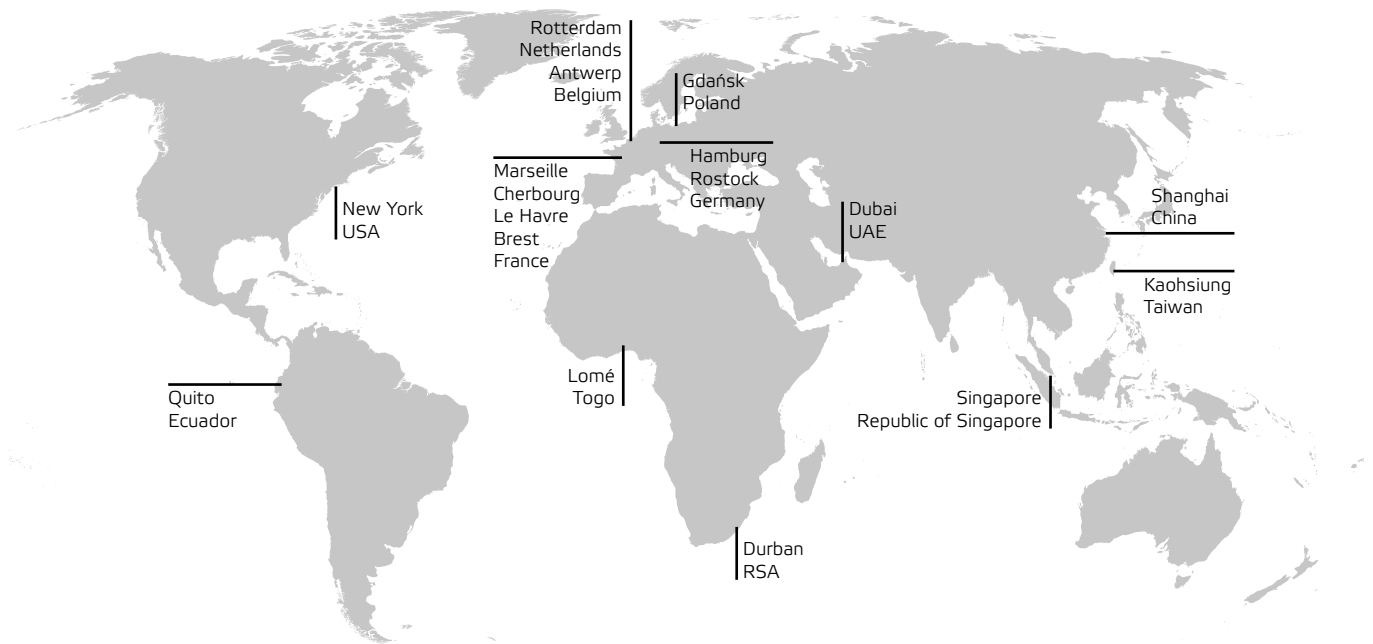 Rotterdam
Netherlands
Antwerp
Belgium
Gdańsk
Poland
Hamburg
Rostock
Germany
Marseille
Cherbourg
Le Havre
Brest
France
New York
USA
Dubai
UAE
Shanghai
China
Kaohsiung
Taiwan
Lomé
Togo
Quito
Ecuador
Singapore
Republic of Singapore
Durban
RSA